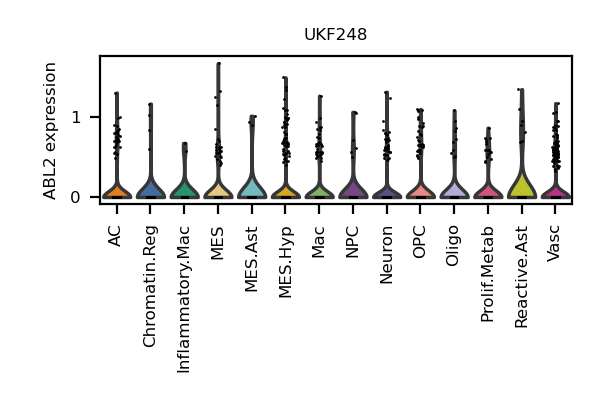 UKF248
ABL2 expression
1
0
AC
Chromatin.Reg
Inflammatory.Mac
MES
MES.Ast
MES.Hyp
Mac
NPC
Neuron
OPC
Oligo
Prolif.Metab
Reactive.Ast
Vasc